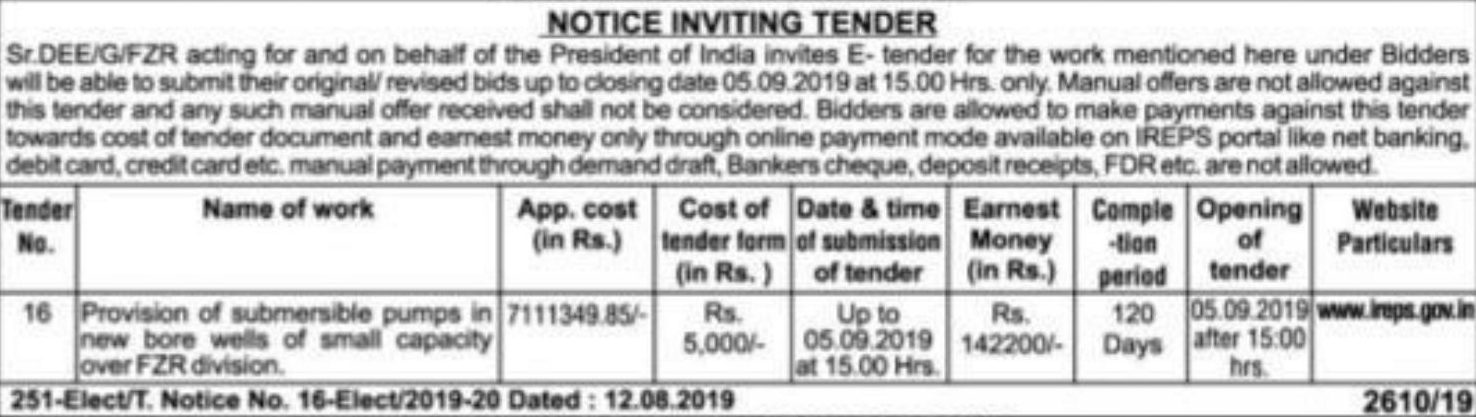 NOTICE INVITING TENDER
Sr.DEE/G/FZR acting for and on behalf of the President of India invites E- tender for the work mentioned here under Bidders
will be able to submit their original/ revised bids up to closing date 05.09.2019 at 15.00 Hrs. only. Manual offers are not allowed against
this tender and any such manual offer received shall not be considered. Bidders are allowed to make payments against this tender
towards cost of tender document and earnest money only through online payment mode available on IREPS portal like net banking,
debit card, credit card etc. manual payment through demand draft, Bankers cheque, deposit receipts, FDR etc. are not allowed.
Tender No.
Name of work
App. cost (in Rs.)
Cost of tender form (in Rs. )
Date & time of submission of tender
Earnest Money (in Rs.)
Comple -tion period
Opening of tender
Website Particulars
16
Provision of submersible pumps in
new bore wells of small capacity
over FZR division.
7111349.85/-
Rs.
5,000/-
Up to
05.09.2019
at 15.00 Hrs.
Rs.
142200/-
120
Days
05.09.2019
after 15:00
hrs.
www.ireps.gov.in
251-Elect/T. Notice No. 16-Elect/2019-20 Dated : 12.08.2019 2610/19